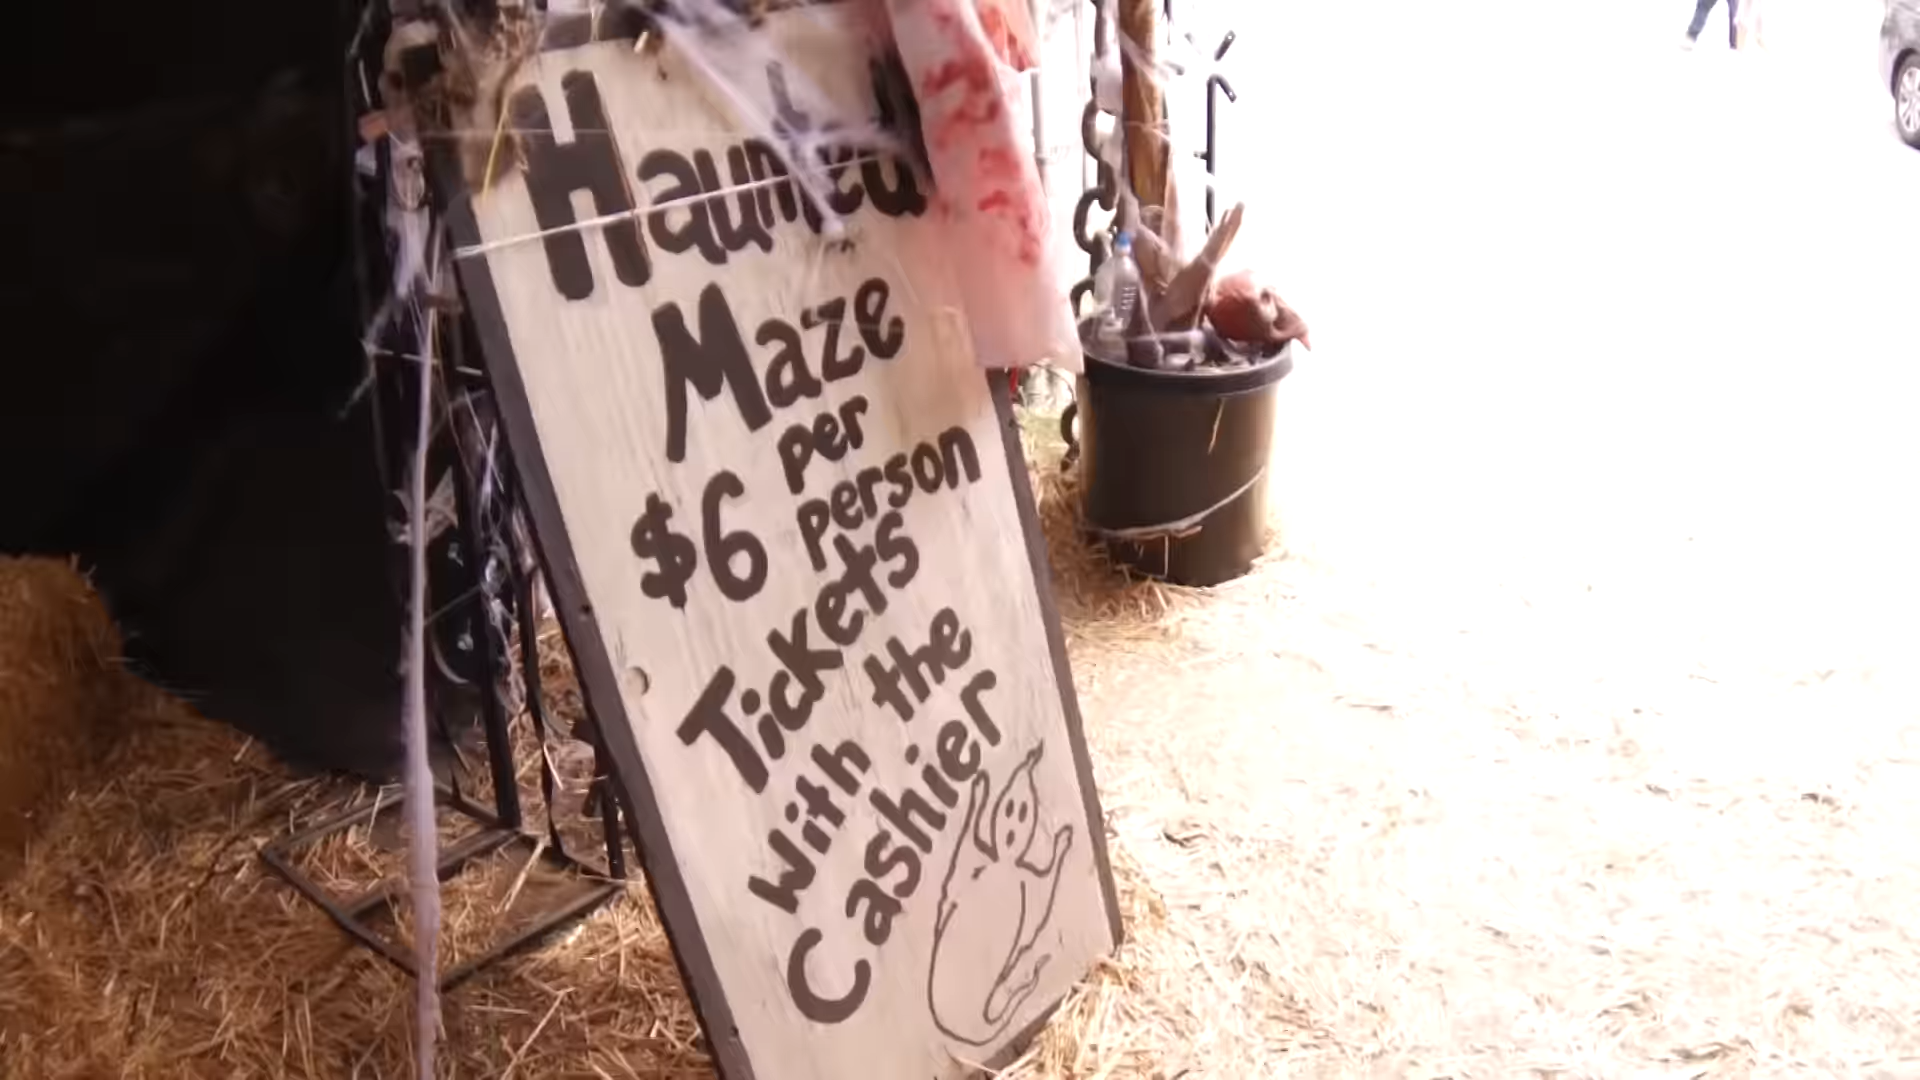 Haunted
Maze
$6 per person
Tickets
with the
Cashier